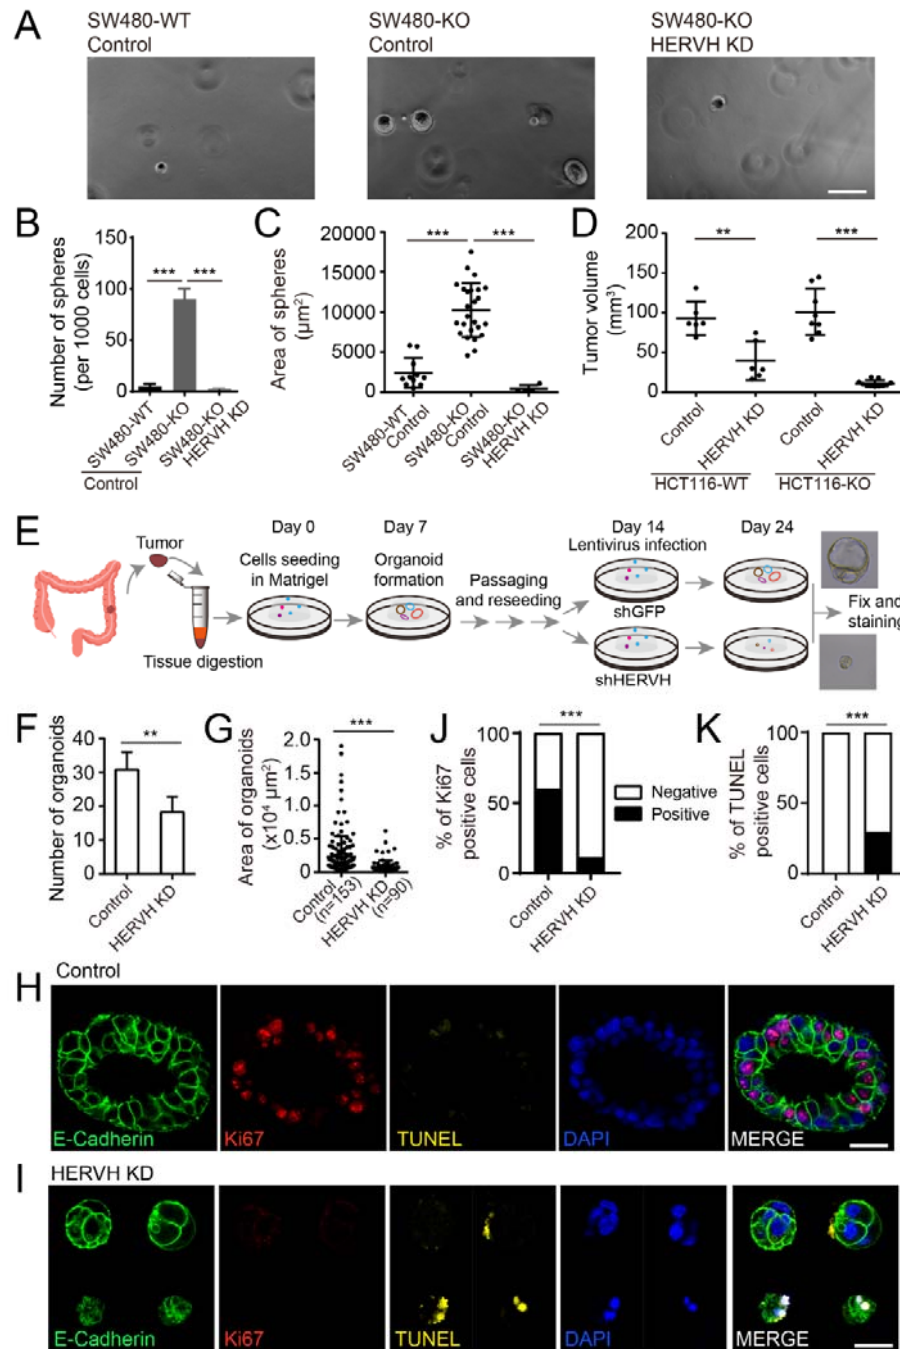 A
SW480-WT
Control
SW480-KO
Control
SW480-KO
HERVH KD
B
Number of spheres
(per 1000 cells)
150
100
50
0
***
***
SW480-WT
SW480-KO
SW480-KO
HERVH KD
Control
C
Area of spheres
(µm²)
20000
15000
10000
5000
0
***
***
SW480-WT
Control
SW480-KO
Control
SW480-KO
HERVH KD
D
Tumor volume
(mm³)
200
150
100
50
0
**
***
Control
HERVH KD
Control
HERVH KD
HCT116-WT
HCT116-KO
E
Tumor
Tissue digestion
Day 0
Cells seeding
in Matrigel
Day 7
Organoid
formation
Passaging
and reseeding
Day 14
Lentivirus infection
shGFP
shHERVH
Day 24
Fix and
staining
F
Number of organoids
40
30
20
10
0
**
Control
HERVH KD
G
Area of organoids
(x10⁴ µm²)
2.0
1.5
1.0
0.5
0
***
Control
(n=153)
HERVH KD
(n=90)
J
% of Ki67
positive cells
100
50
0
***
Control
HERVH KD
Negative
Positive
K
% of TUNEL
positive cells
100
50
0
***
Control
HERVH KD
H
Control
E-Cadherin
Ki67
TUNEL
DAPI
MERGE
I
HERVH KD
E-Cadherin
Ki67
TUNEL
DAPI
MERGE